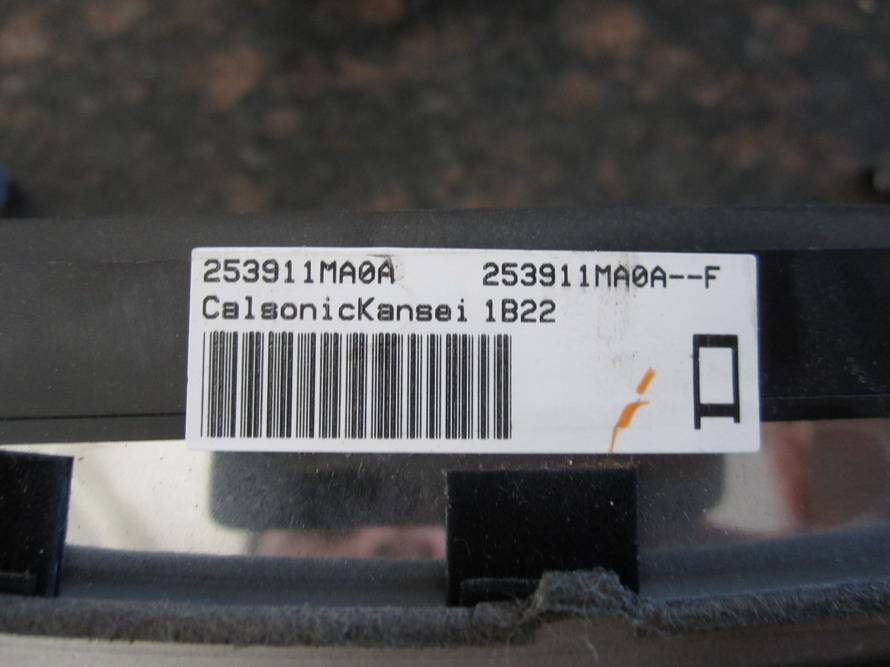 253911MA0A 253911MA0A--F
CalsonicKansei 1B22